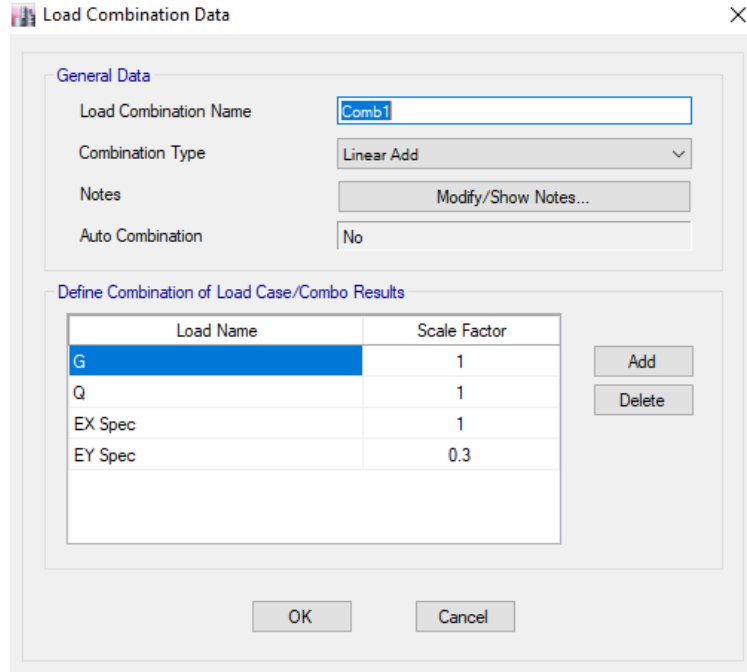 Load Combination Data
General Data
Load Combination Name Comb1
Combination Type Linear Add
Notes Modify/Show Notes...
Auto Combination No
Define Combination of Load Case/Combo Results
Load Name Scale Factor
G 1 Add
Q 1 Delete
EX Spec 1
EY Spec 0.3
OK Cancel